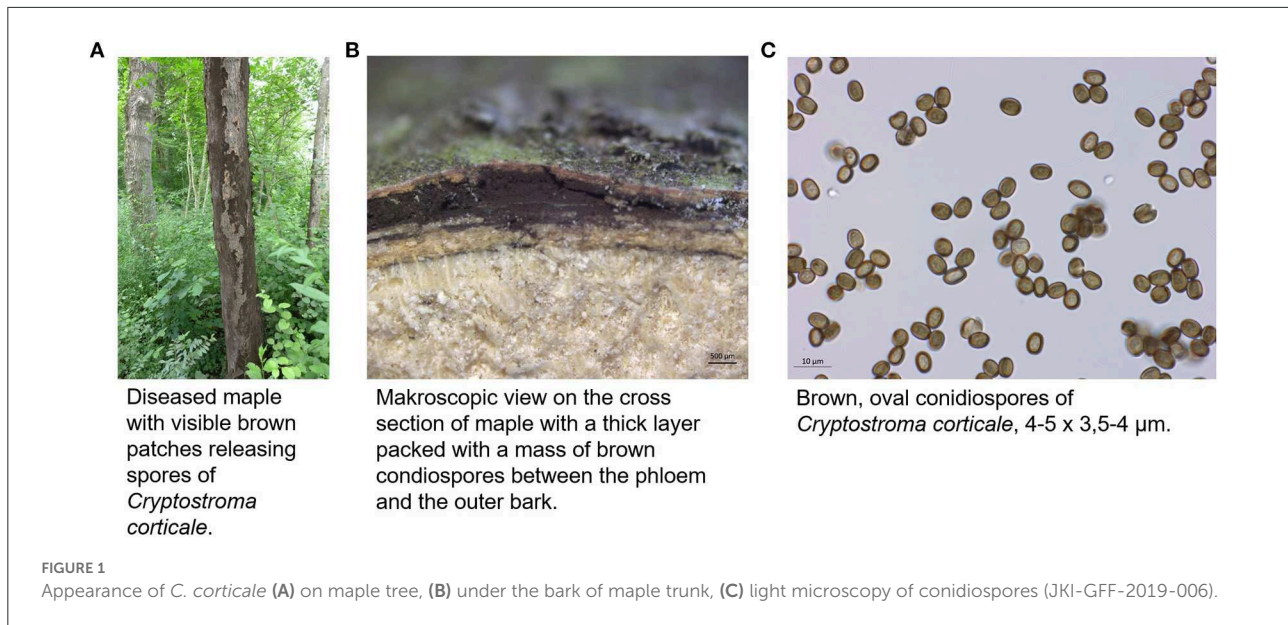 A
B
C
500 µm
10 µm
Diseased maple
with visible brown
patches releasing
spores of
Cryptostroma
corticale.
Makroscopic view on the cross
section of maple with a thick layer
packed with a mass of brown
condiospores between the phloem
and the outer bark.
Brown, oval conidiospores of
Cryptostroma corticale, 4-5 x 3,5-4 µm.
FIGURE 1
Appearance of C. corticale (A) on maple tree, (B) under the bark of maple trunk, (C) light microscopy of conidiospores (JKI-GFF-2019-006).